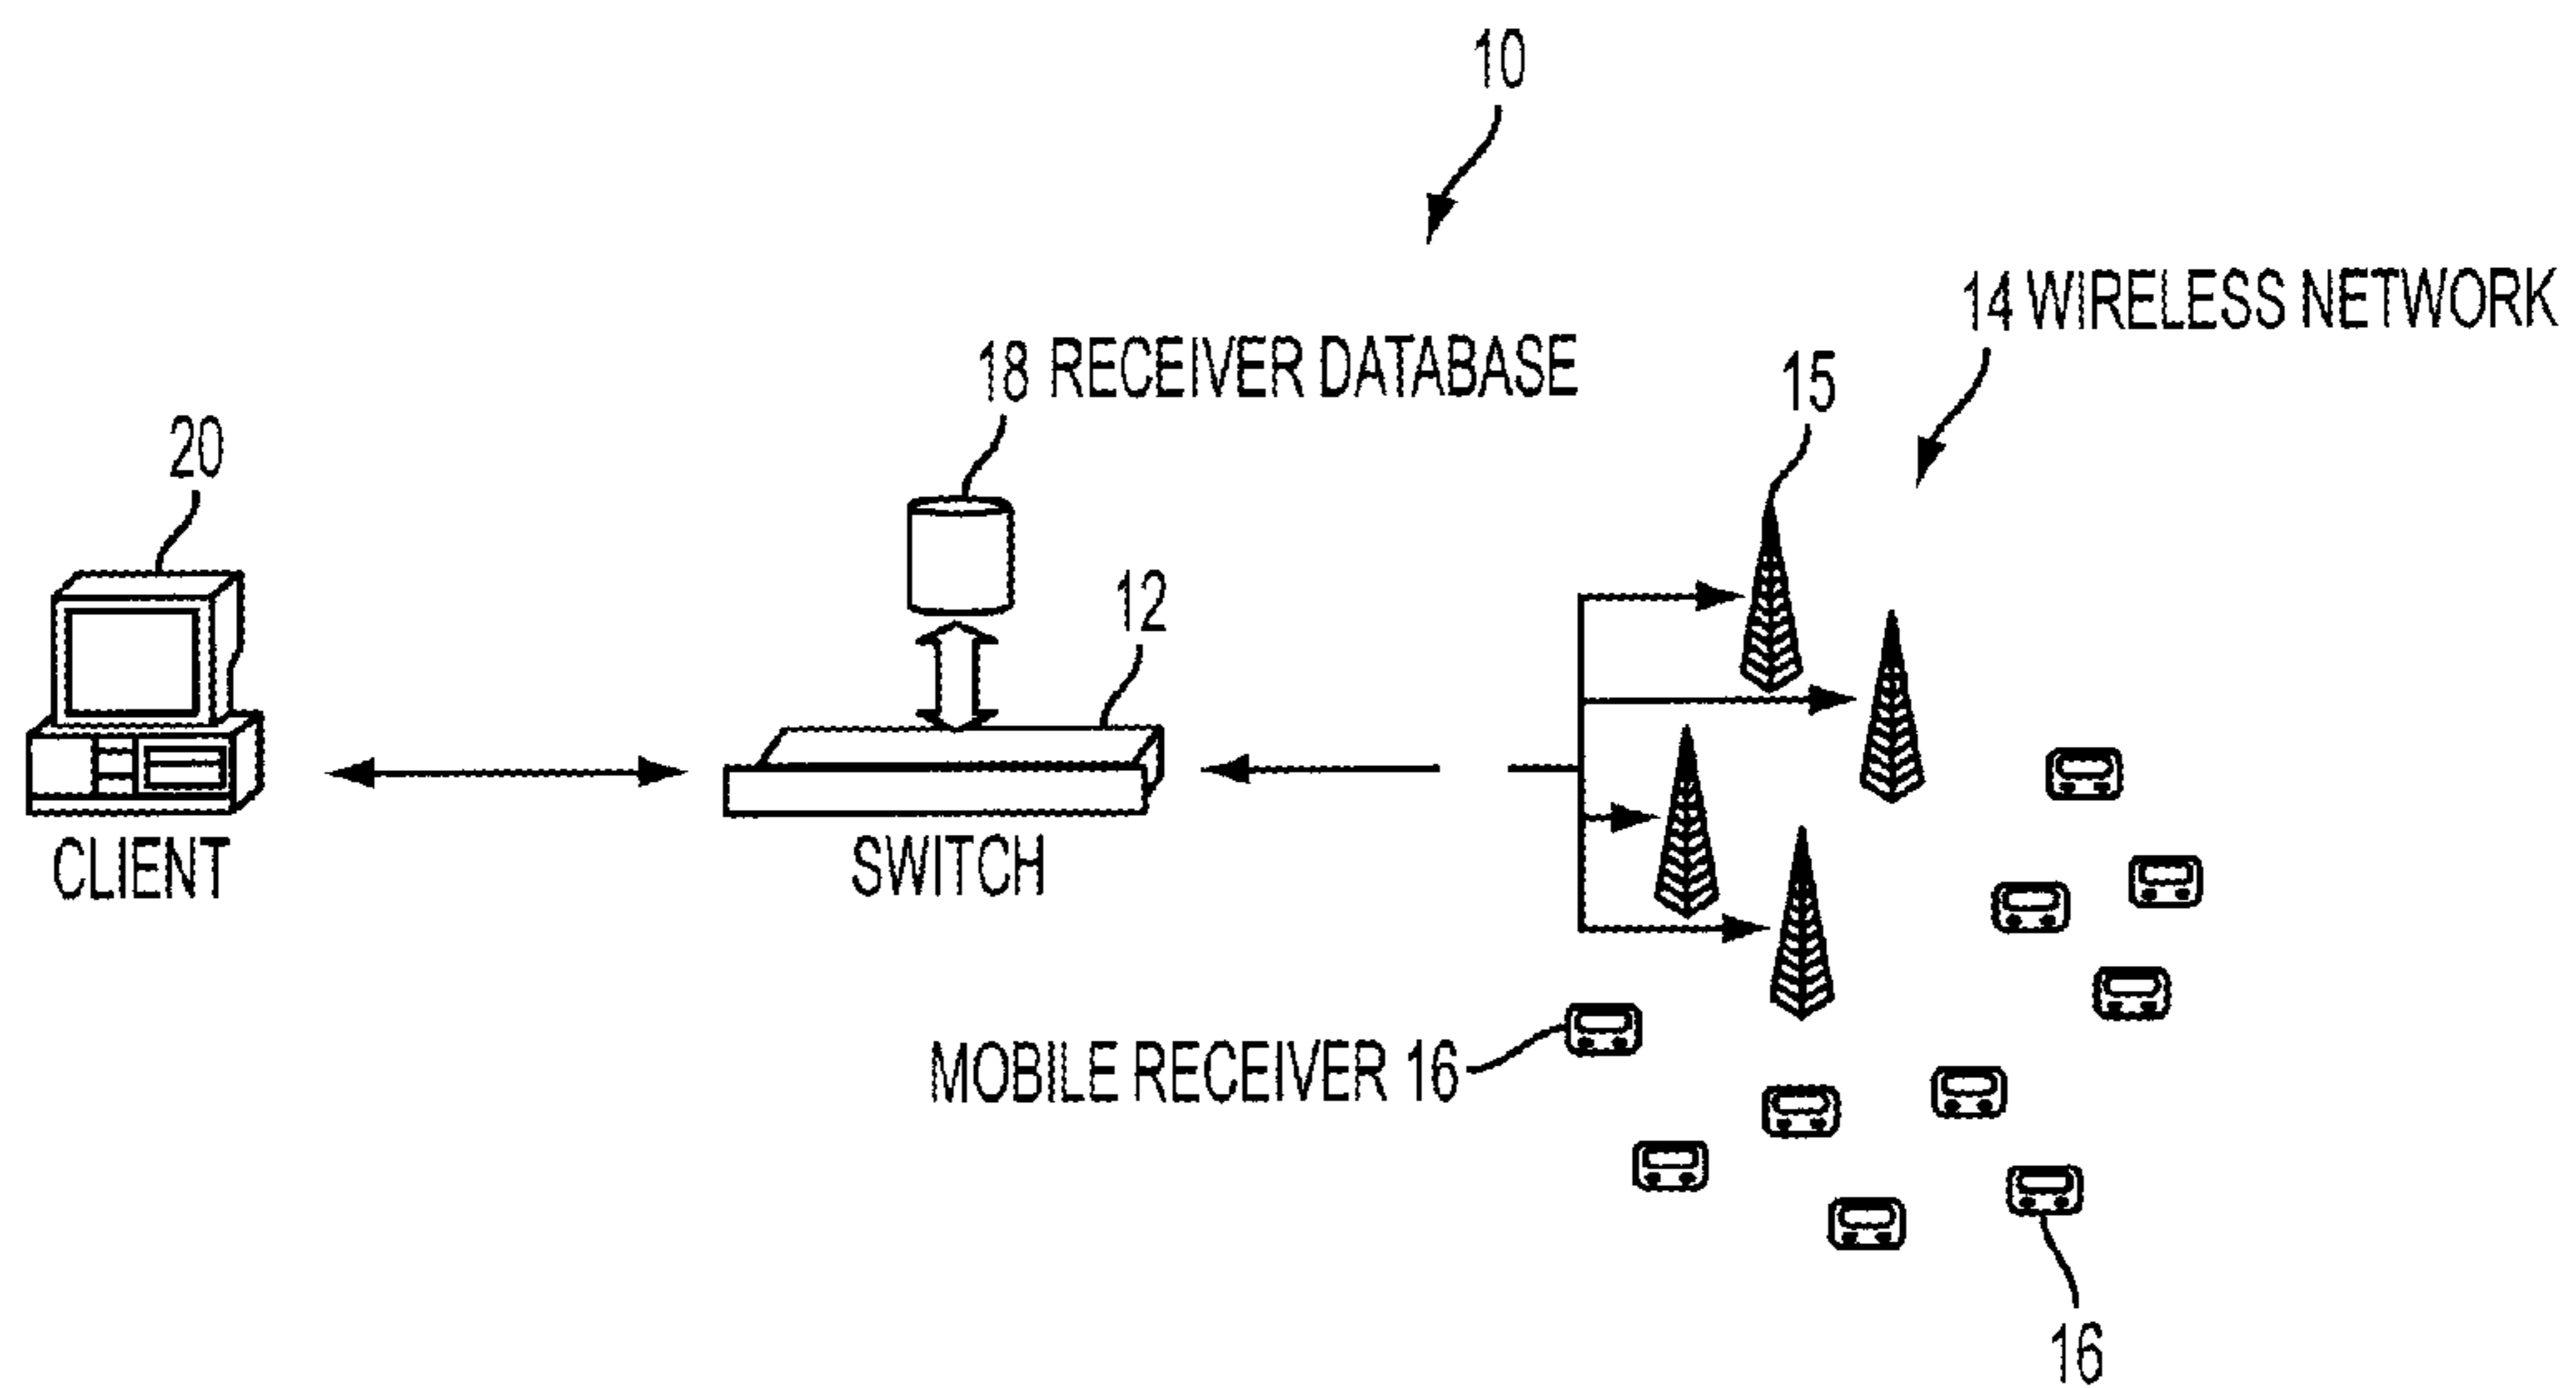 10
14 WIRELESS NETWORK
18 RECEIVER DATABASE
15
20
12
CLIENT
SWITCH
MOBILE RECEIVER 16
16